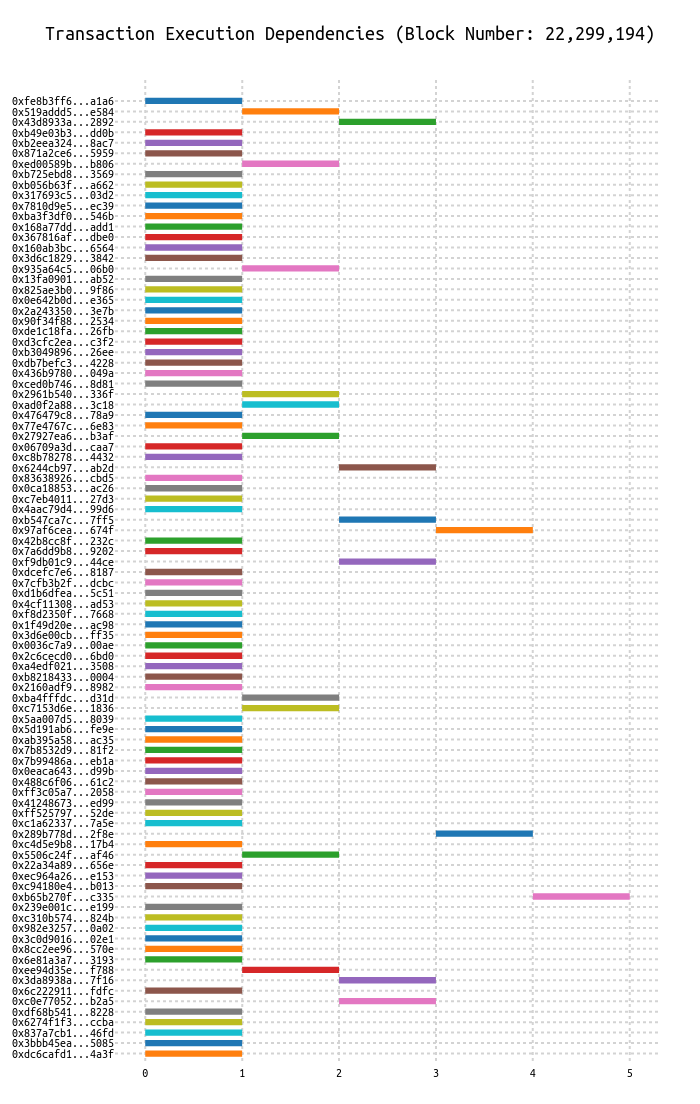 Transaction Execution Dependencies (Block Number: 22,299,194)
0xfe8b3ff6...a1a6
0x519addd5...e584
0x43d8933a...2892
0xb49e03b3...dd0b
0xb2eea324...8ac7
0x871a2ce6...5959
0xed00589b...b806
0xb725ebd8...3569
0xb056b63f...a662
0x317693c5...03d2
0x7810d9e5...ec39
0xba3f3df0...546b
0x168a77dd...add1
0x367816af...dbe0
0x160ab3bc...6564
0x3d6c1829...3842
0x935a64c5...06b0
0x13fa0901...ab52
0x825ae3b0...9f86
0x0e642b0d...e365
0x2a243350...3e7b
0x90f34f88...2534
0xde1c18fa...26fb
0xd3cfc2ea...c3f2
0xb3049896...26ee
0xdb7befc3...4228
0x436b9780...049a
0xced0b746...8d81
0x2961b540...336f
0xad0f2a88...3c18
0x476479c8...78a9
0x77e4767c...6e83
0x27927ea6...b3af
0x06709a3d...caa7
0xc8b78278...4432
0x6244cb97...ab2d
0x83638926...cbd5
0x0ca18853...ac26
0xc7eb4011...27d3
0x4aac79d4...99d6
0xb547ca7c...7ff5
0x97af6cea...674f
0x42b8cc8f...232c
0x7a6dd9b8...9202
0xf9db01c9...44ce
0xdcefc7e6...8187
0x7cfb3b2f...dcbc
0xd1b6dfea...5c51
0x4cf11308...ad53
0xf8d2350f...7668
0x1f49d20e...ac98
0x3d6e00cb...ff35
0x0036c7a9...00ae
0x2c6cecd0...6bd0
0xa4edf021...3508
0xb8218433...0004
0x2160adf9...8982
0xba4fffdc...d31d
0xc7153d6e...1836
0x5aa007d5...8039
0x5d191ab6...fe9e
0xab395a58...ac35
0x7b8532d9...81f2
0x7b99486a...eb1a
0x0eaca643...d99b
0x488c6f06...61c2
0xff3c05a7...2058
0x41248673...ed99
0xff525797...52de
0xc1a62337...7a5e
0x289b778d...2f8e
0xc4d5e9b8...17b4
0x5506c24f...af46
0x22a34a89...656e
0xec964a26...e153
0xc94180e4...b013
0xb65b270f...c335
0x239e001c...e199
0xc310b574...824b
0x982e3257...0a02
0x3c0d9016...02e1
0x8cc2ee96...570e
0x6e81a3a7...3193
0xee94d35e...f788
0x3da8938a...7f16
0x6c222911...fdfc
0xc0e77052...b2a5
0xdf68b541...8228
0x6274f1f3...ccba
0x837a7cb1...46fd
0x3bbb45ea...5085
0xdc6cafd1...4a3f
0 1 2 3 4 5